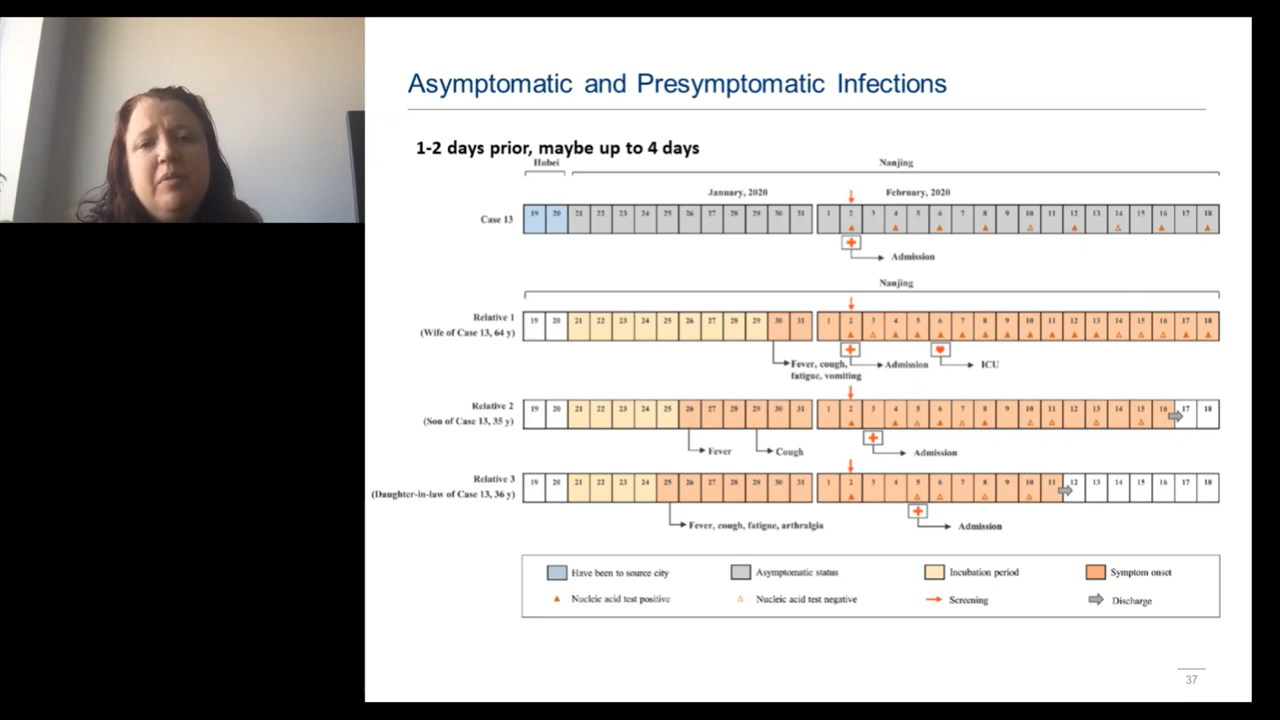 Asymptomatic and Presymptomatic Infections
1-2 days prior, maybe up to 4 days
Hubei
Nanjing
January, 2020
February, 2020
Case 13
19 20 21 22 23 24 25 26 27 28 29 30 31 1 2 3 4 5 6 7 8 9 10 11 12 13 14 15 16 17 18
Admission
Nanjing
Relative 1
(Wife of Case 13, 64 y)
19 20 21 22 23 24 25 26 27 28 29 30 31 1 2 3 4 5 6 7 8 9 10 11 12 13 14 15 16 17 18
Fever, cough,
fatigue, vomiting
Admission
ICU
Relative 2
(Son of Case 13, 35 y)
19 20 21 22 23 24 25 26 27 28 29 30 31 1 2 3 4 5 6 7 8 9 10 11 12 13 14 15 16 17 18
Fever
Cough
Admission
Relative 3
(Daughter-in-law of Case 13, 36 y)
19 20 21 22 23 24 25 26 27 28 29 30 31 1 2 3 4 5 6 7 8 9 10 11 12 13 14 15 16 17 18
Fever, cough, fatigue, arthralgia
Admission
Have been to source city
Asymptomatic status
Incubation period
Symptom onset
Nucleic acid test positive
Nucleic acid test negative
Screening
Discharge
37